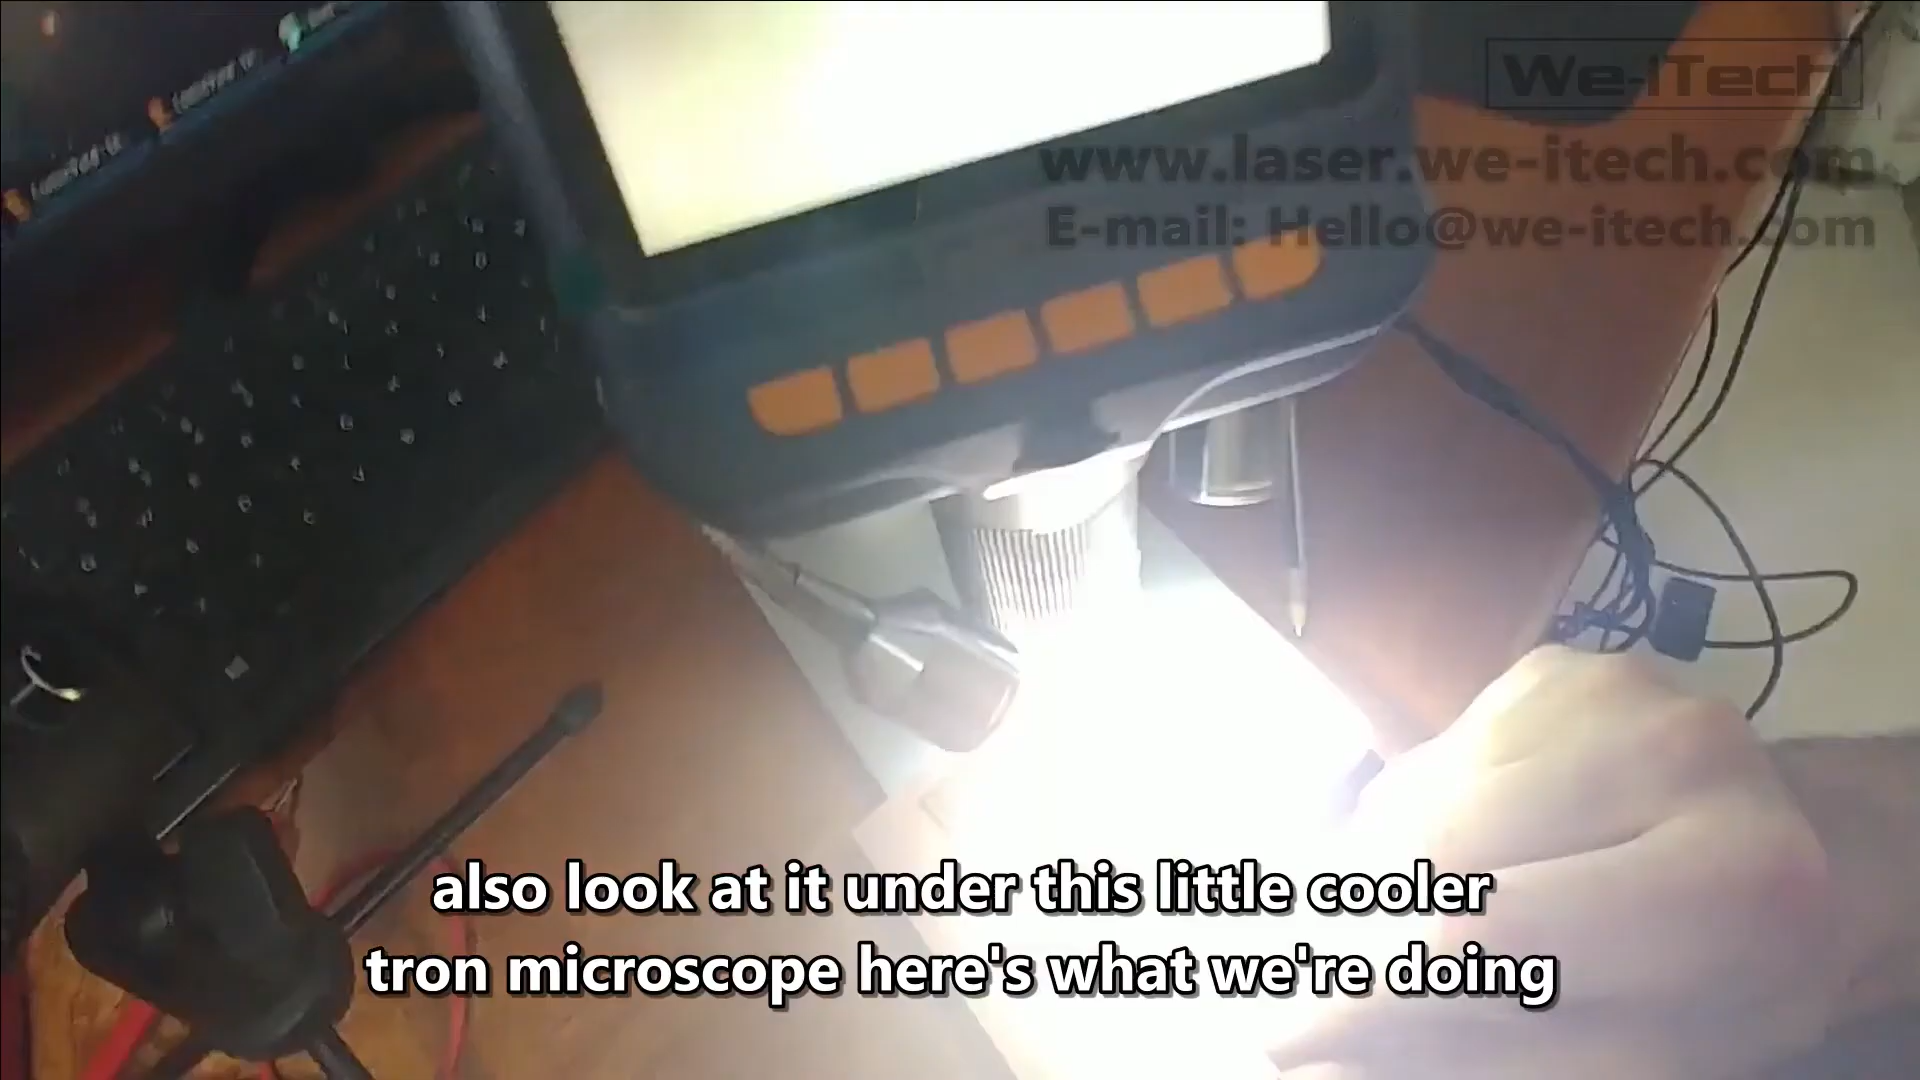 We-iTech
www.laser.we-itech.com
E-mail: Hello@we-itech.com
also look at it under this little cooler
tron microscope here's what we're doing